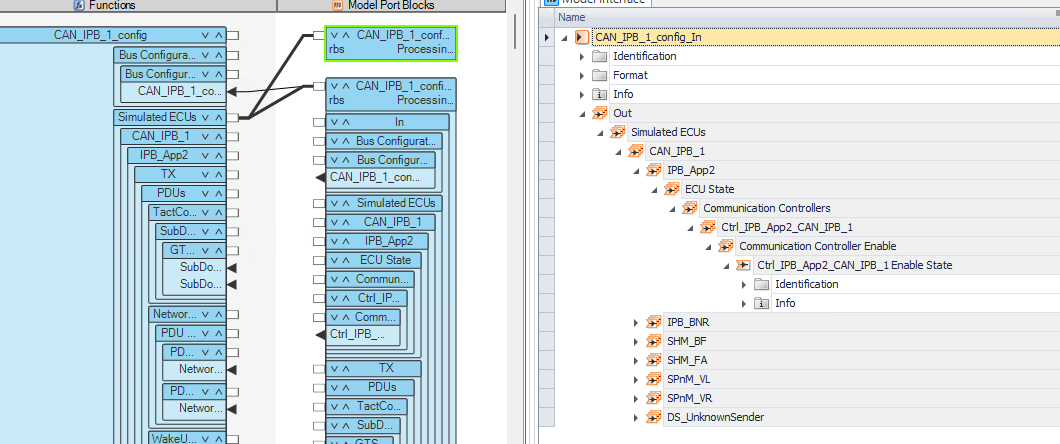 Functions
CAN_IPB_1_config
Bus Configura...
Bus Configur...
CAN_IPB_1_co...
Simulated ECUs
CAN_IPB_1
IPB_App2
TX
PDUs
TactCo...
SubD...
GT...
SubDo...
SubDo...
Networ...
PDU ...
PD...
Networ...
PD...
Networ...
WakeU...
Model Port Blocks
CAN_IPB_1_conf...
rbs Processin...
CAN_IPB_1_confi...
rbs Processin...
In
Bus Configurat...
Bus Configur...
CAN_IPB_1_con...
Simulated ECUs
CAN_IPB_1
IPB_App2
ECU State
Commun...
Ctrl_IP...
Comm...
Ctrl_IPB_...
TX
PDUs
TactCo...
SubD...
GTS
Model Interface
Name
CAN_IPB_1_config_In
Identification
Format
Info
Out
Simulated ECUs
CAN_IPB_1
IPB_App2
ECU State
Communication Controllers
Ctrl_IPB_App2_CAN_IPB_1
Communication Controller Enable
Ctrl_IPB_App2_CAN_IPB_1 Enable State
Identification
Info
IPB_BNR
SHM_BF
SHM_FA
SPnM_VL
SPnM_VR
DS_UnknownSender